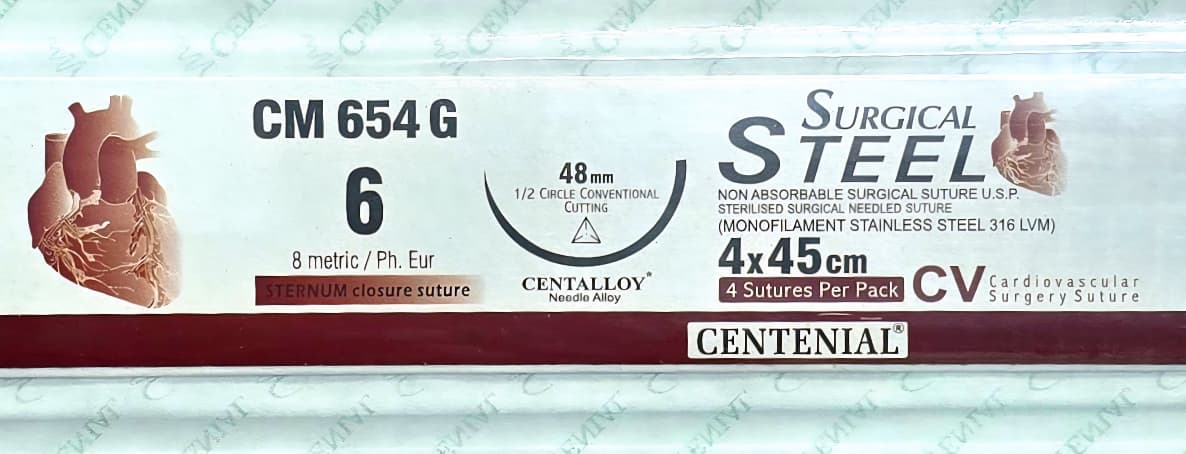 CM 654 G
6
8 metric / Ph. Eur
STERNUM closure suture
48 mm
1/2 CIRCLE CONVENTIONAL
CUTTING
CENTALLOY*
Needle Alloy
SURGICAL
STEEL
NON ABSORBABLE SURGICAL SUTURE U.S.P.
STERILISED SURGICAL NEEDLED SUTURE
(MONOFILAMENT STAINLESS STEEL 316 LVM)
4x45cm
4 Sutures Per Pack
CV Cardiovascular
Surgery Suture
CENTENIAL®